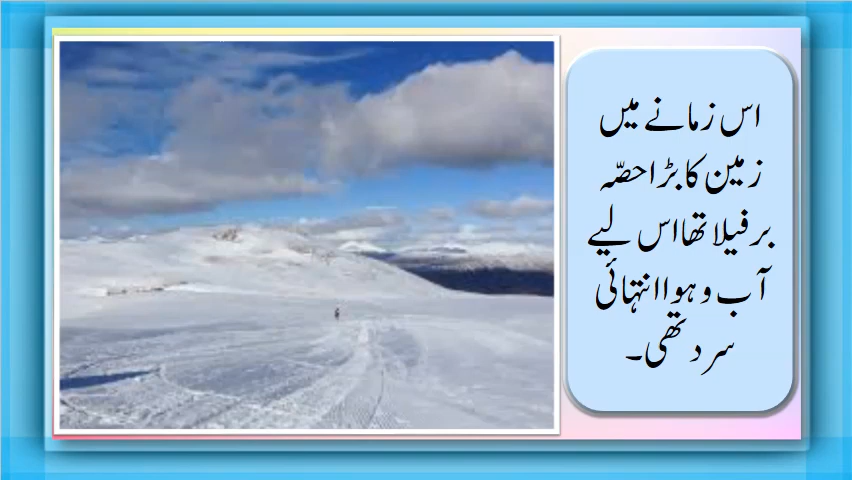 اس زمانے میں
زمین کا بڑا حصّہ
برفیلا تھا اس لیے
آب و ہوا انتہائی
سرد تھی۔